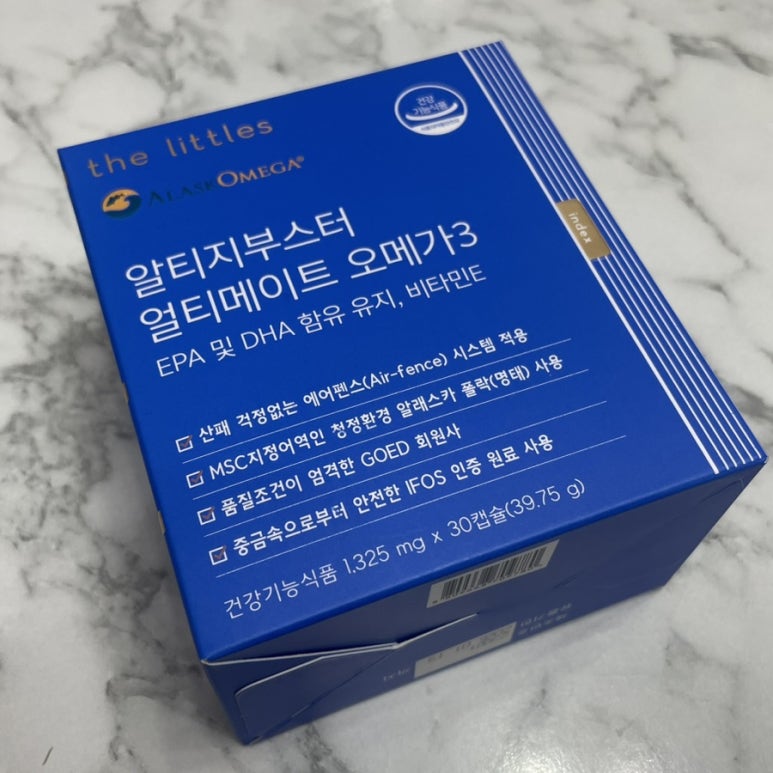 the littles
건강
기능식품
ALASKOMEGA®
index
알티지부스터
얼티메이트 오메가3
EPA 및 DHA 함유 유지, 비타민E
산패 걱정없는 에어펜스(Air-fence) 시스템 적용
MSC지정어역인 청정환경 알래스카 폴락(명태) 사용
품질조건이 엄격한 GOED 회원사
중금속으로부터 안전한 IFOS 인증 원료 사용
건강기능식품 1,325 mg x 30캡슐(39.75 g)